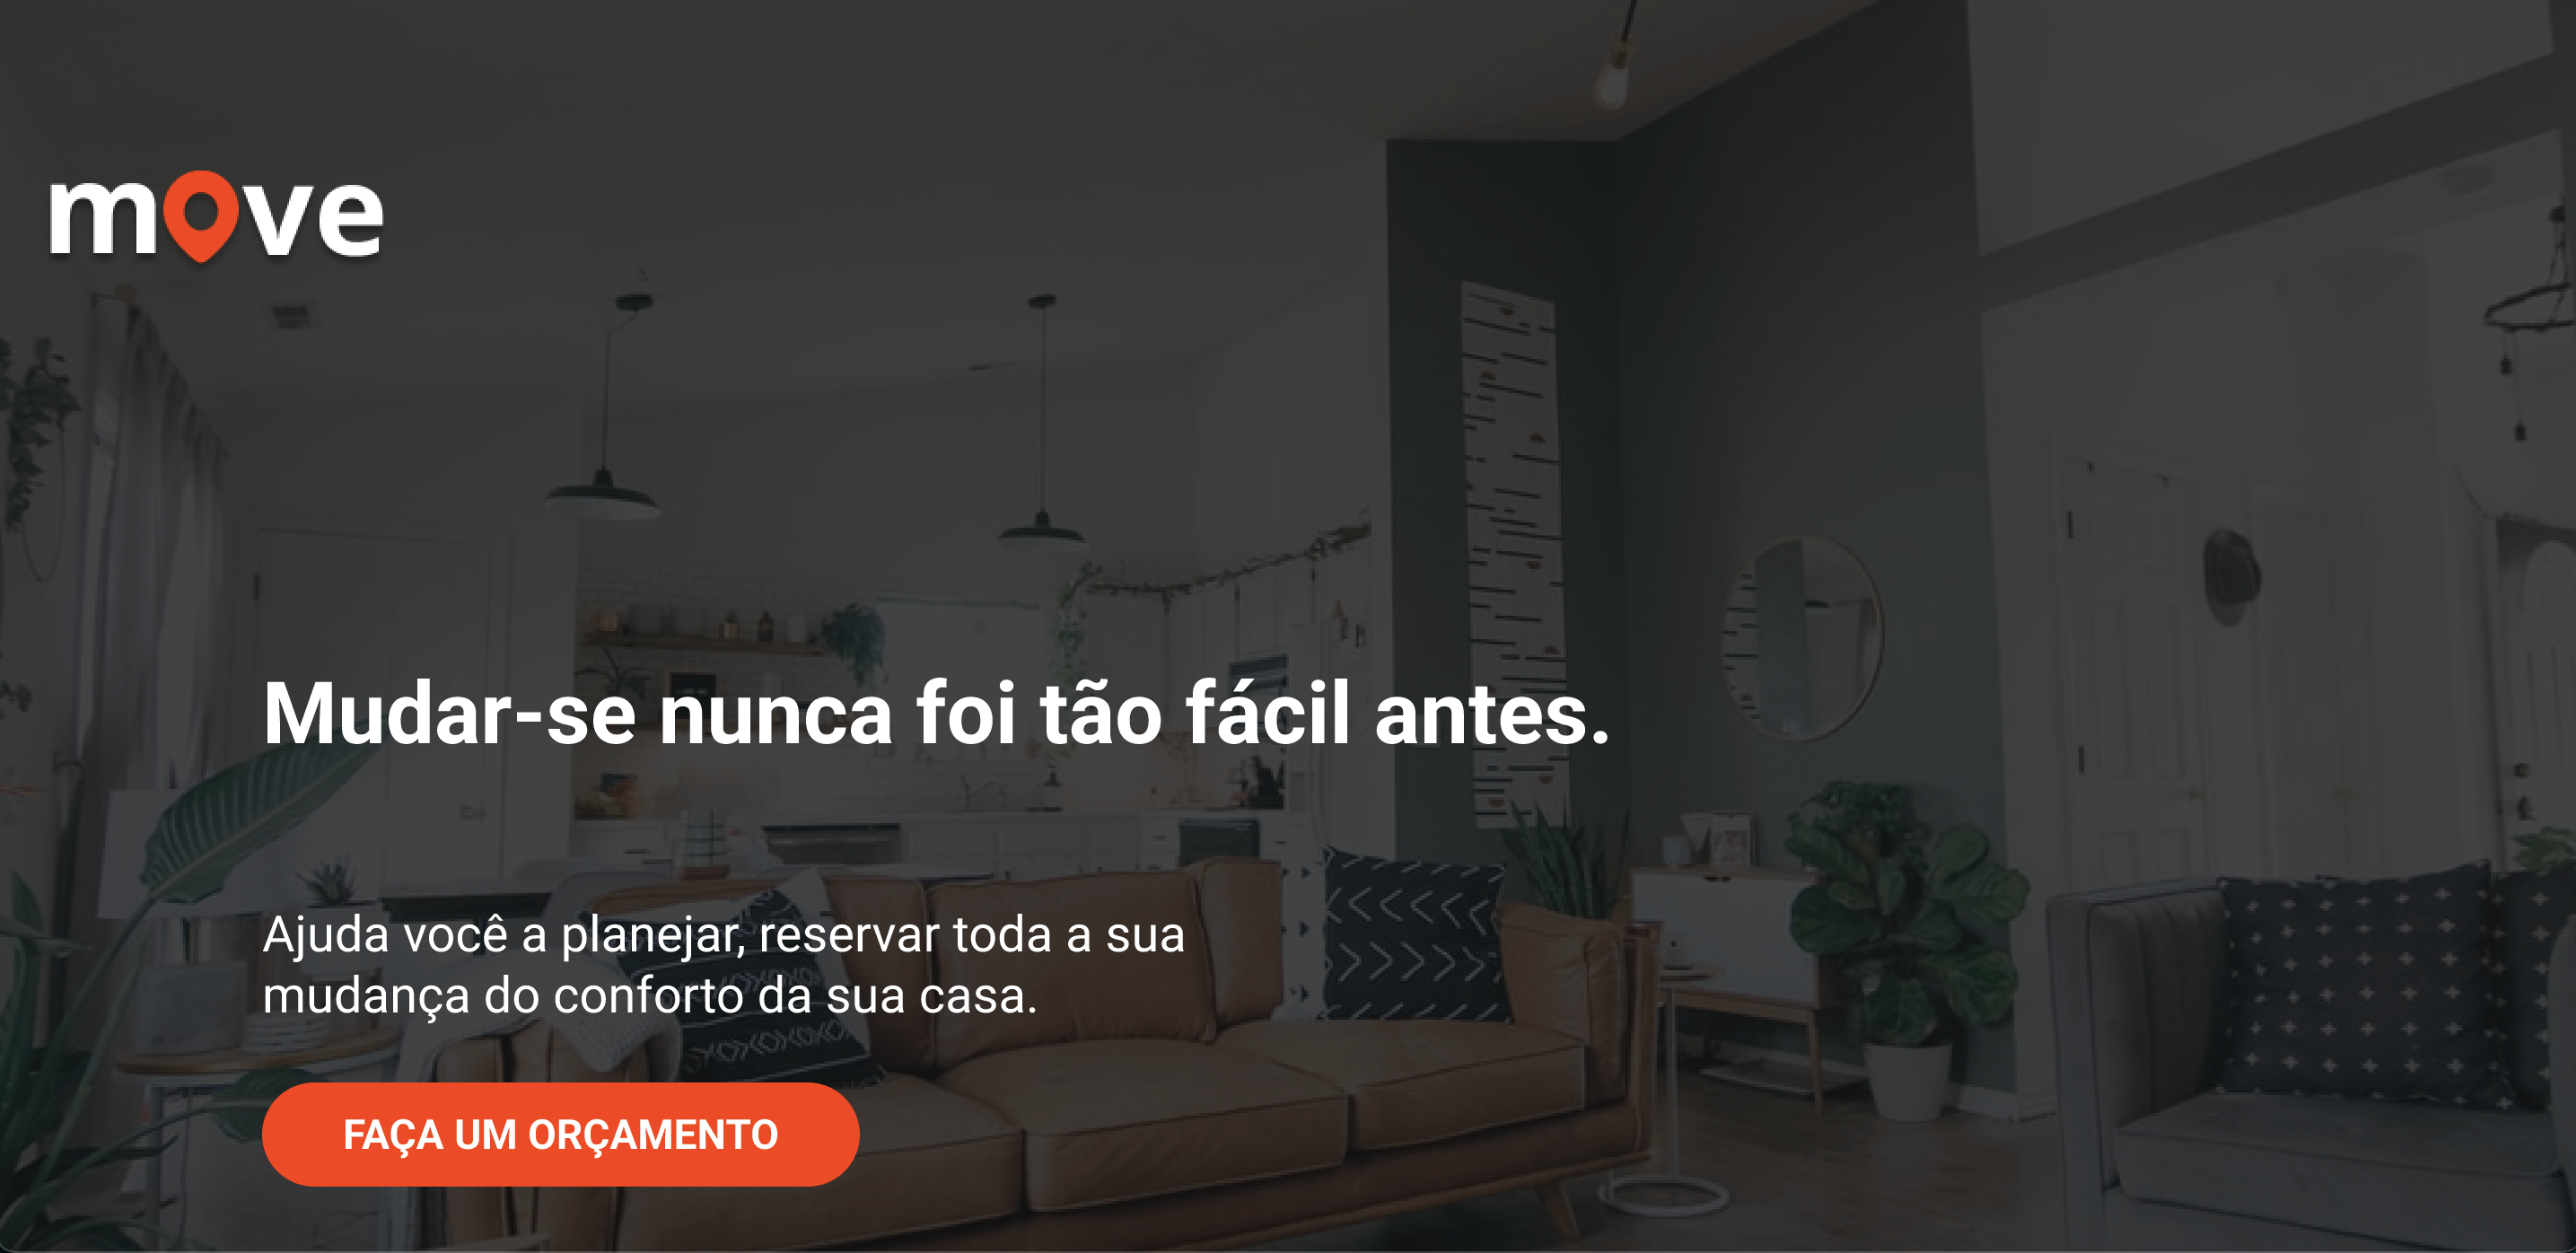 move
Mudar-se nunca foi tão fácil antes.
Ajuda você a planejar, reservar toda a sua
mudança do conforto da sua casa.
FAÇA UM ORÇAMENTO